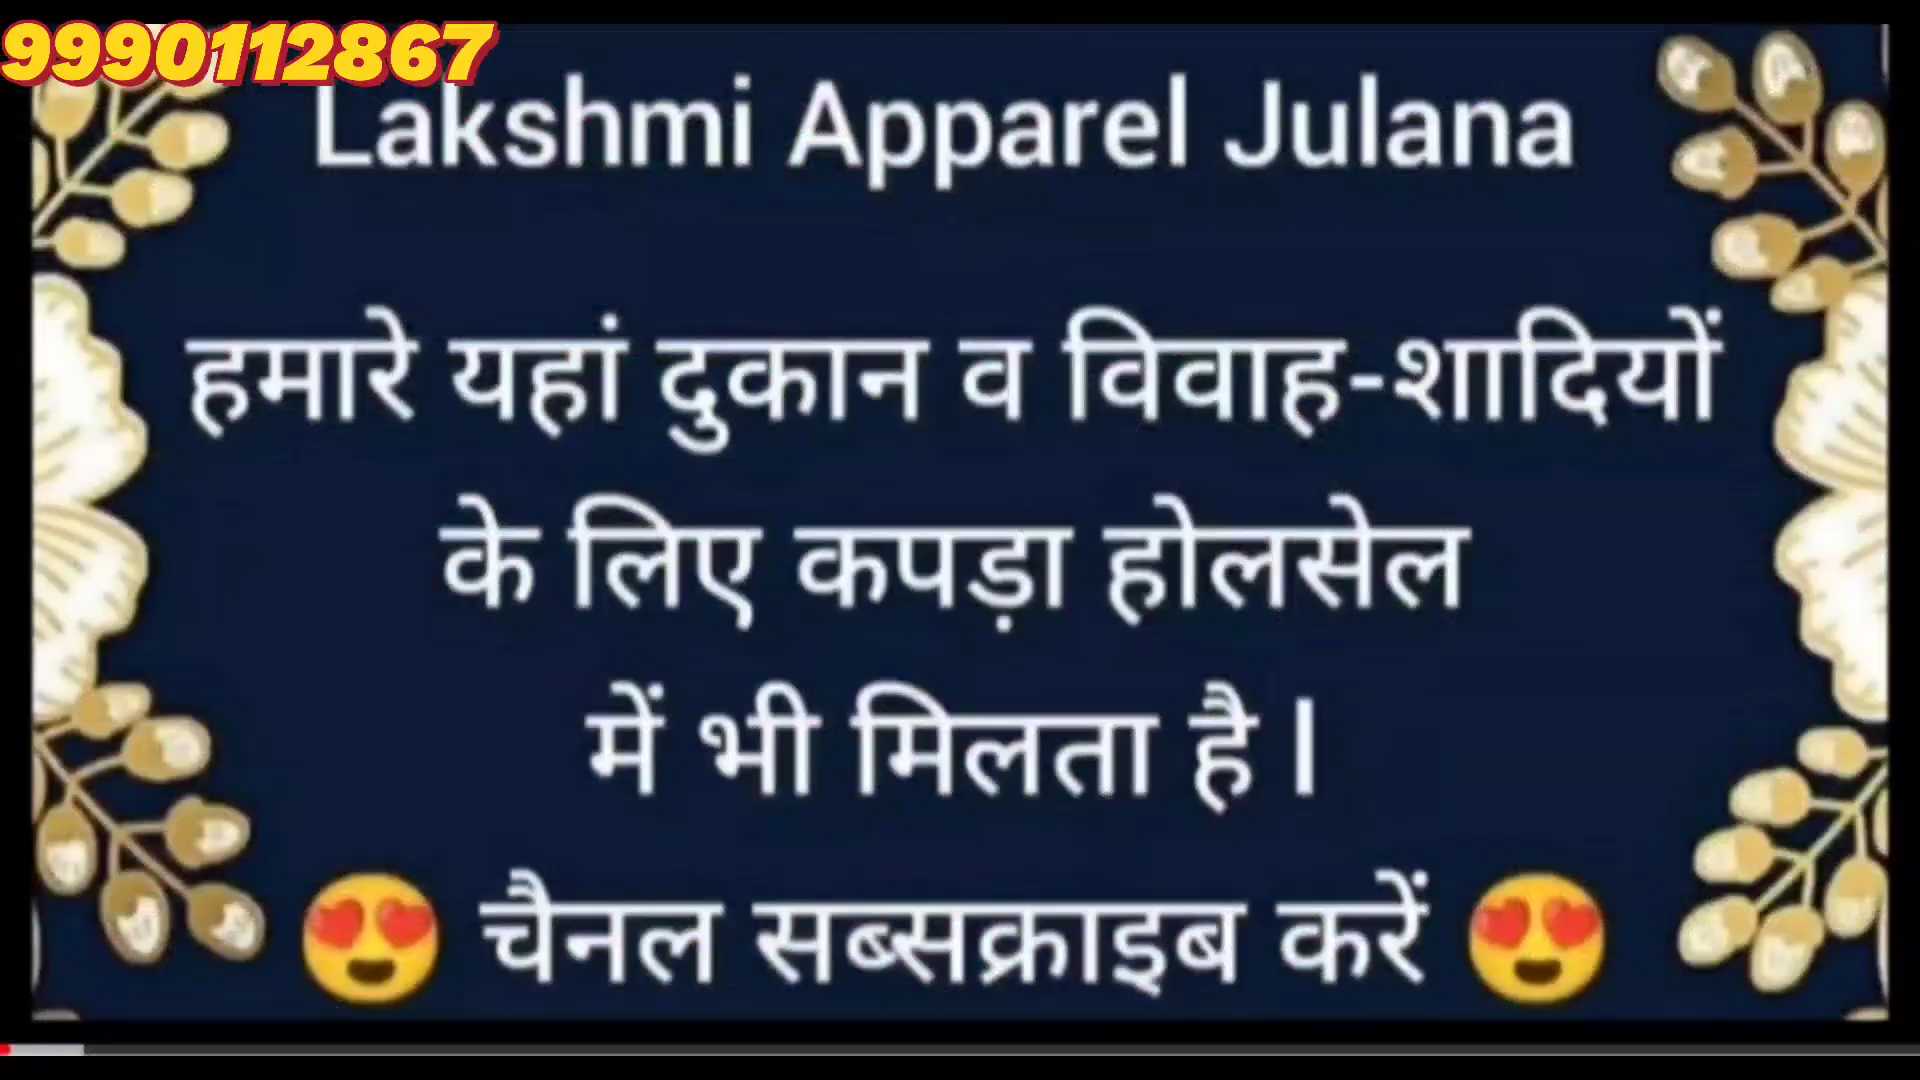 9990112867
Lakshmi Apparel Julana
हमारे यहां दुकान व विवाह-शादियों
के लिए कपड़ा होलसेल
में भी मिलता है l
😍 चैनल सब्सक्राइब करें 😍